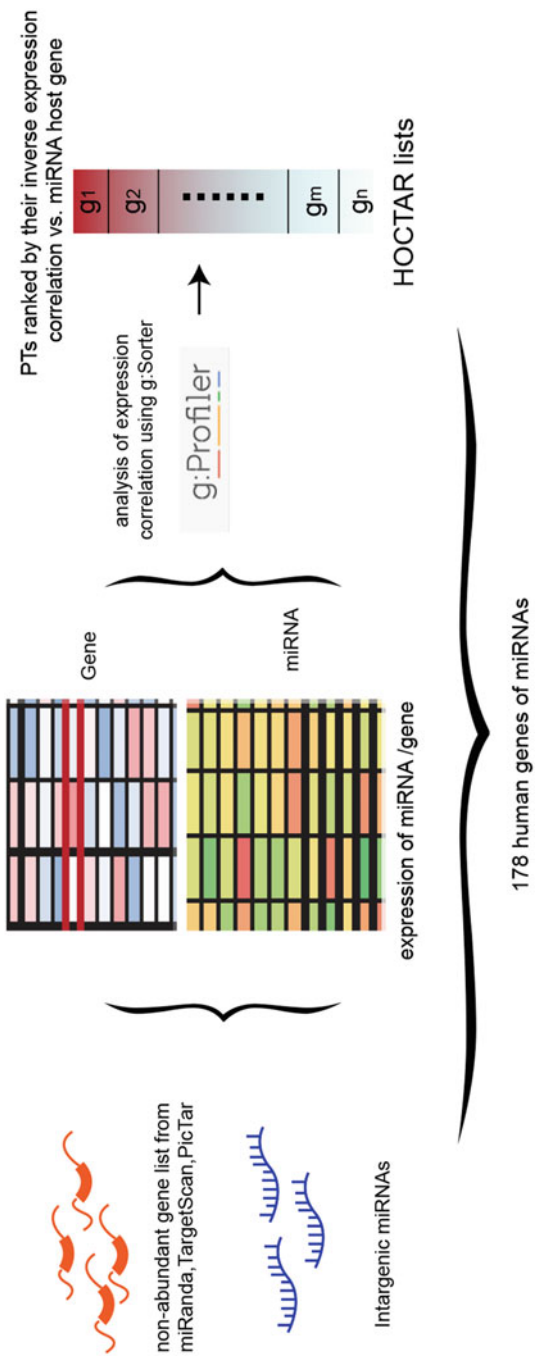 non-abundant gene list from
miRanda,TargetScan,PicTar
Intargenic miRNAs
Gene
miRNA
expression of miRNA /gene
analysis of expression
correlation using g:Sorter
g:Profiler
PTs ranked by their inverse expression
correlation vs. miRNA host gene
g1
g2
gm
gn
HOCTAR lists
178 human genes of miRNAs